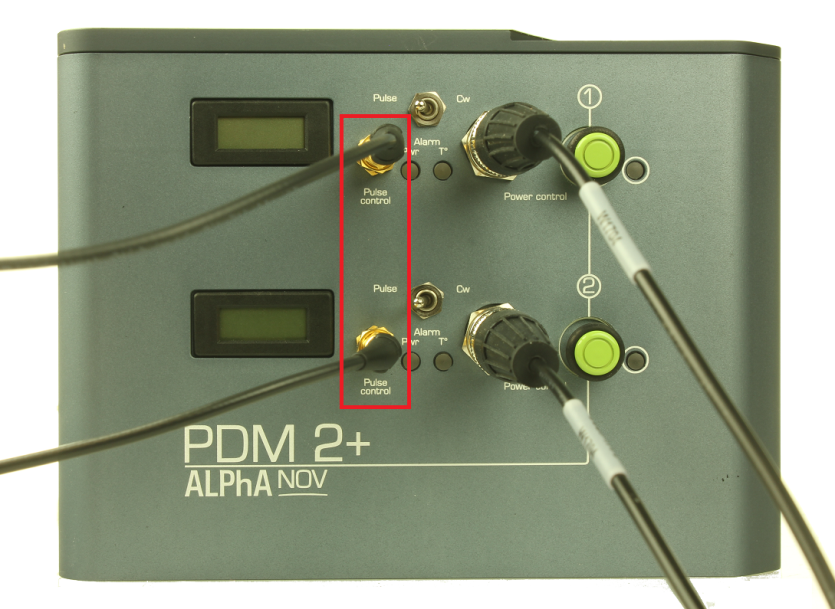 1
Pulse Cw
Alarm
T°
Pulse
control
Power control
2
Pulse Cw
Alarm
T°
Pulse
control
PDM 2+
ALPhA NOV